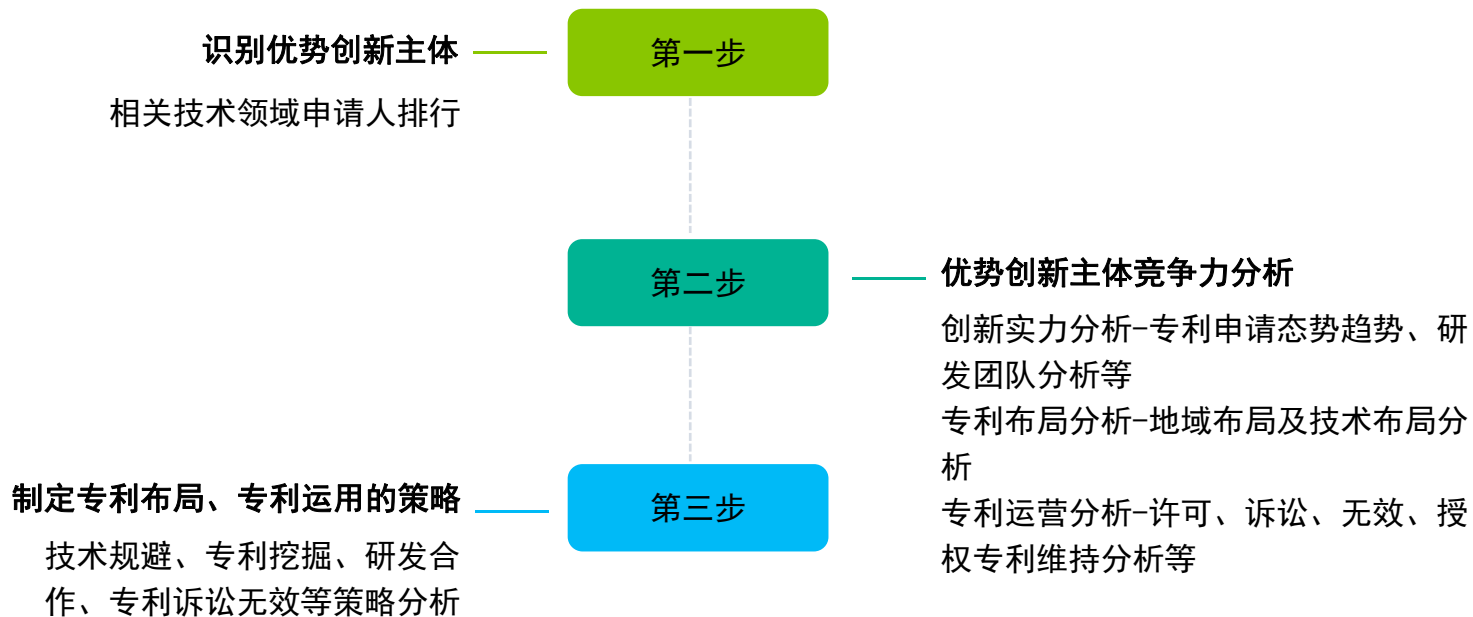 识别优势创新主体
相关技术领域申请人排行
第一步
第二步
优势创新主体竞争力分析
创新实力分析-专利申请态势趋势、研
发团队分析等
专利布局分析-地域布局及技术布局分
析
专利运营分析-许可、诉讼、无效、授
权专利维持分析等
制定专利布局、专利运用的策略
技术规避、专利挖掘、研发合
作、专利诉讼无效等策略分析
第三步